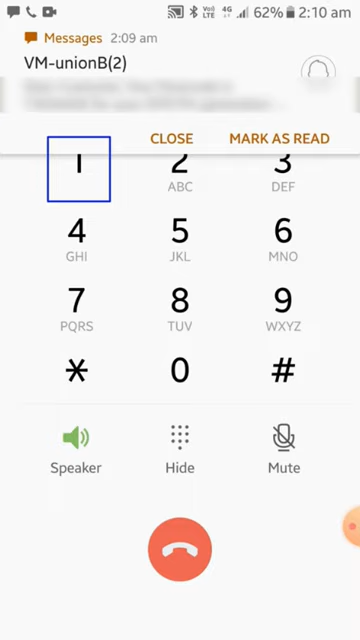 62% 2:10 am
Messages 2:09 am
VM-unionB(2)
CLOSE MARK AS READ
1 2 3
ABC DEF
4 5 6
GHI JKL MNO
7 8 9
PQRS TUV WXYZ
* 0 #
Speaker Hide Mute